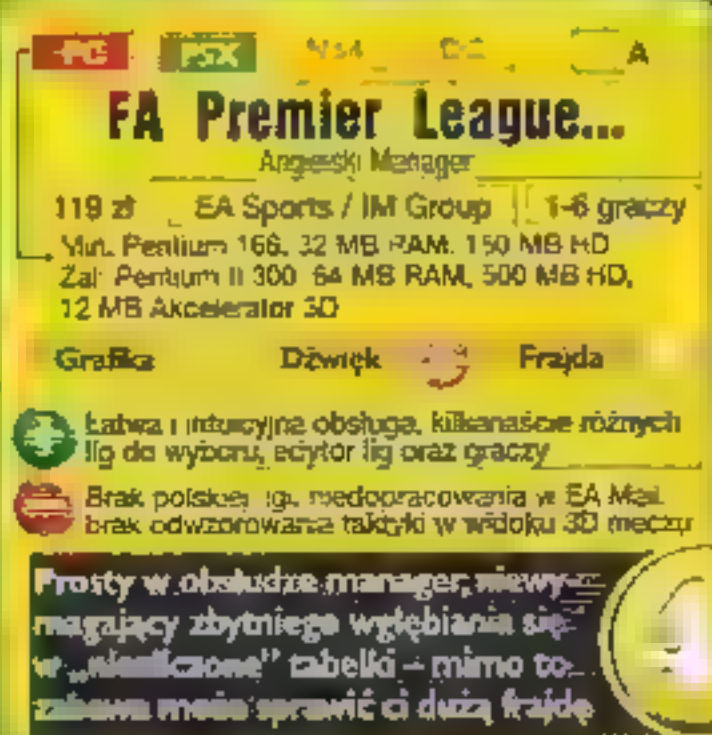 PC PSX N64 DC A
FA Premier League...
Angielski Manager
119 zł EA Sports / IM Group 1-6 graczy
Min. Pentium 166, 32 MB RAM, 150 MB HD
Zal: Pentium II 300 64 MB RAM, 500 MB HD,
12 MB Akcelerator 3D
Grafika Dźwięk Frajda
Łatwa i intuicyjna obsługa, kilkanaście różnych
lig do wyboru, edytor lig oraz graczy
Brak polskiej ligi, niedopracowania w EA Mail,
brak odwzorowania taktyki w widoku 3D meczu
Prosty w obsłudze manager, niewy-
magający zbytniego wgłębiania się
w „niezliczone" tabelki – mimo to
zabawa może sprawić ci dużą frajdę